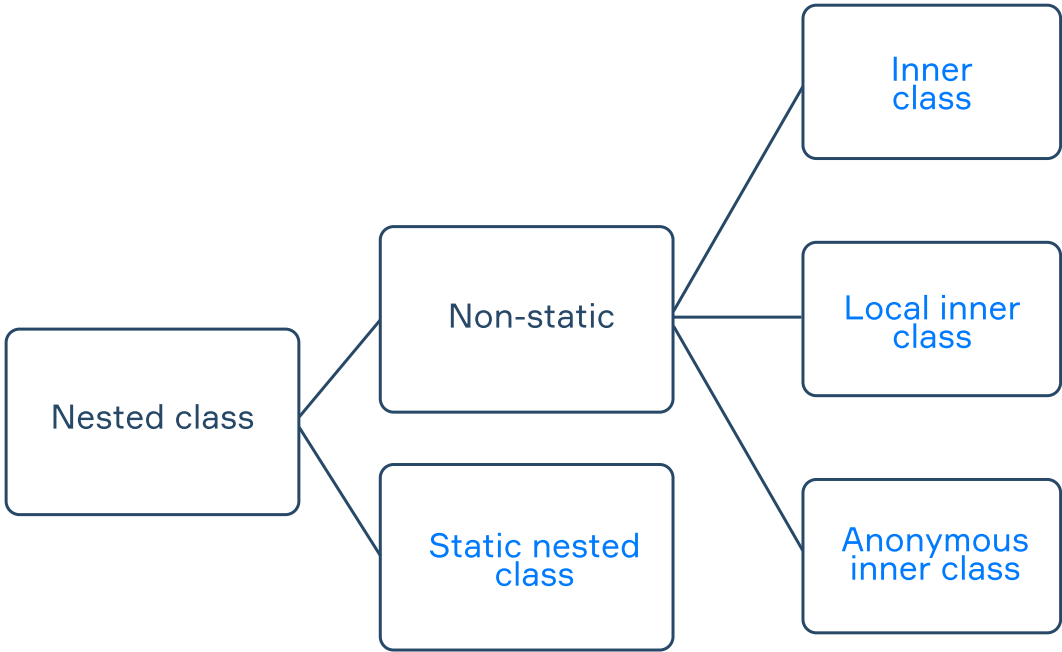 Nested class
Non-static
Static nested
class
Inner
class
Local inner
class
Anonymous
inner class